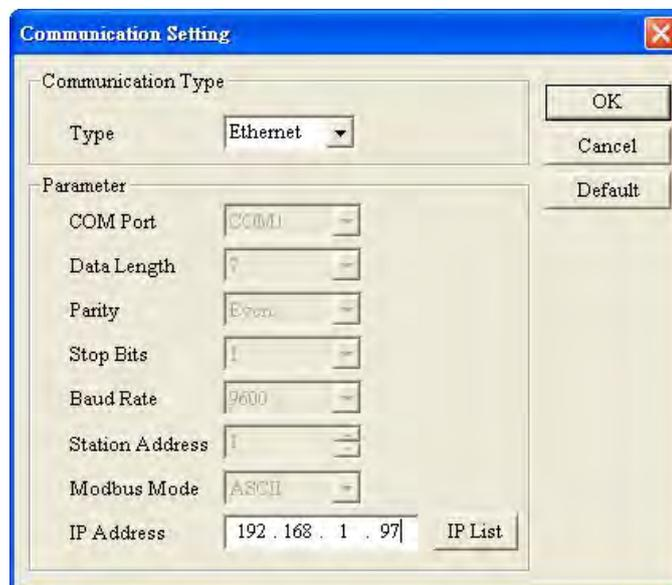 Communication Setting
Communication Type
Type Ethernet
OK
Cancel
Default
Parameter
COM Port COM1
Data Length 7
Parity Even
Stop Bits 1
Baud Rate 9600
Station Address 1
Modbus Mode ASCII
IP Address 192 . 168 . 1 . 97 IP List